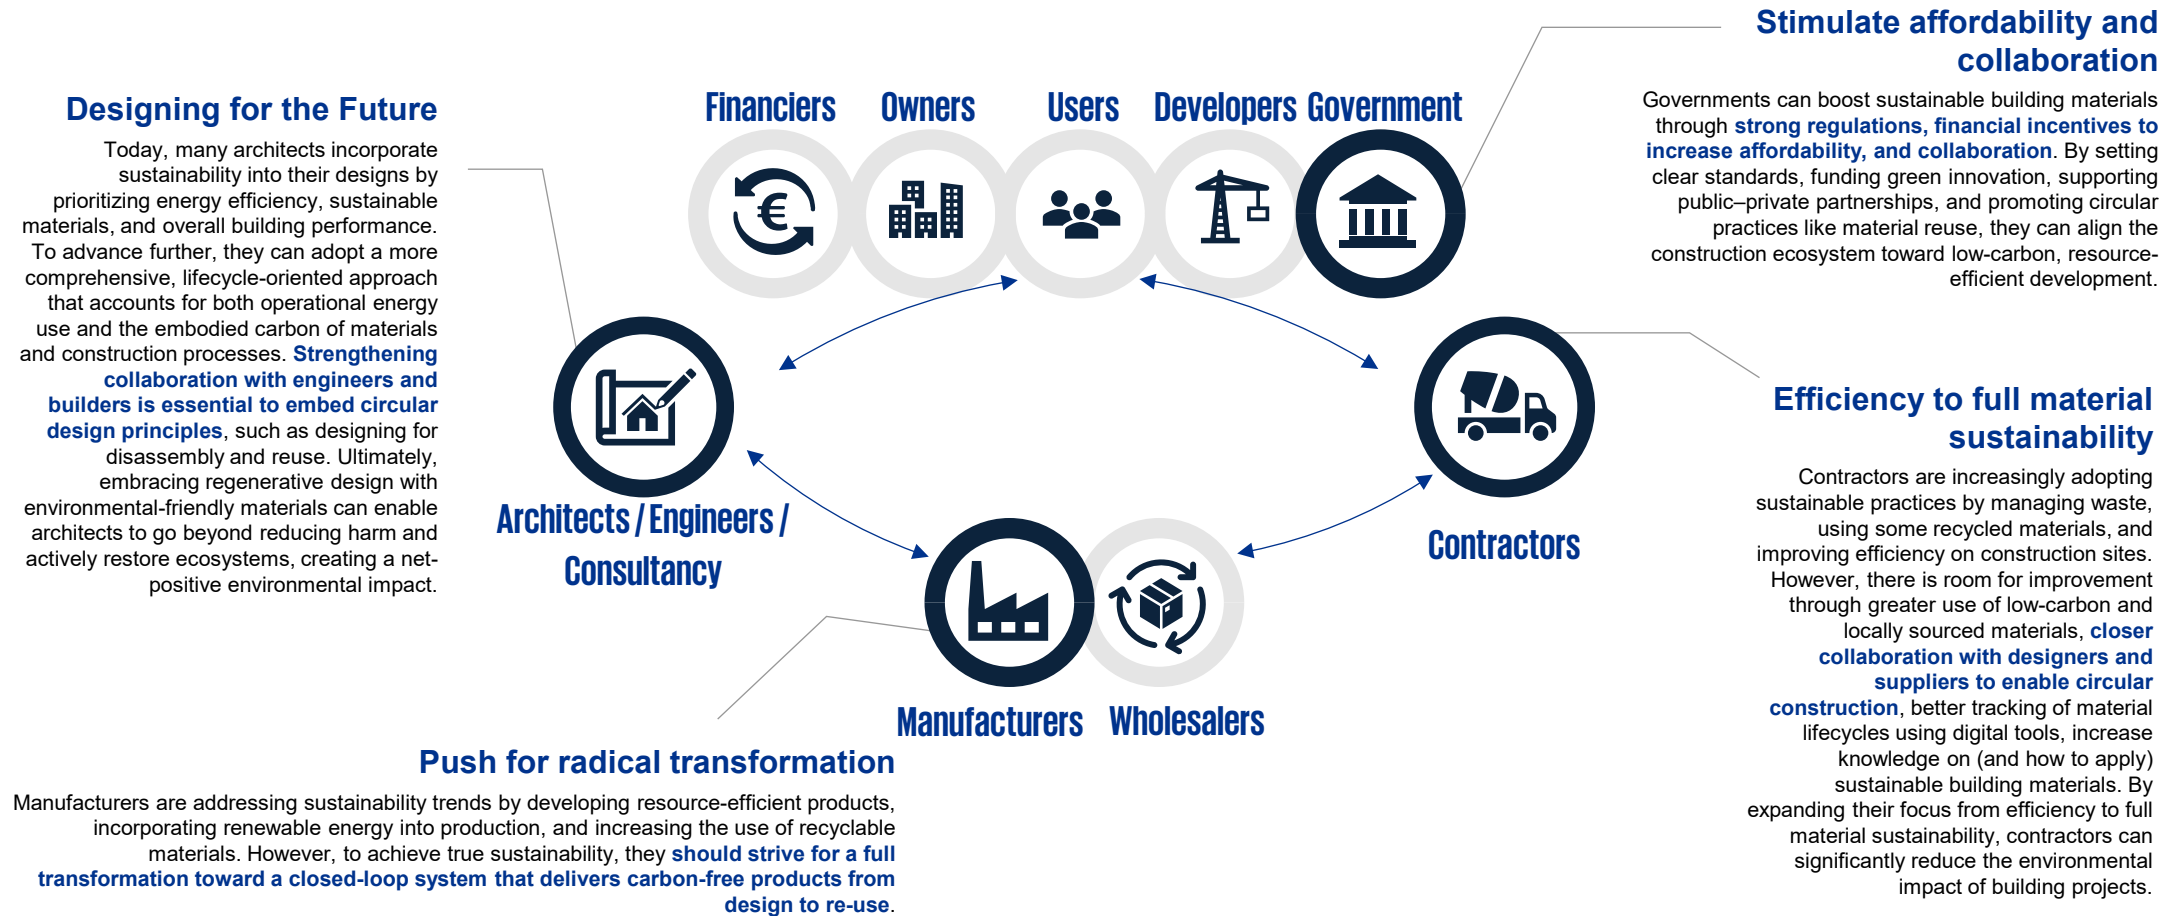 Designing for the Future
Today, many architects incorporate
sustainability into their designs by
prioritizing energy efficiency, sustainable
materials, and overall building performance.
To advance further, they can adopt a more
comprehensive, lifecycle-oriented approach
that accounts for both operational energy
use and the embodied carbon of materials
and construction processes. Strengthening
collaboration with engineers and
builders is essential to embed circular
design principles, such as designing for
disassembly and reuse. Ultimately,
embracing regenerative design with
environmental-friendly materials can enable
architects to go beyond reducing harm and
actively restore ecosystems, creating a net-
positive environmental impact.
Financiers
Owners
Users
Developers
Government
Stimulate affordability and
collaboration
Governments can boost sustainable building materials
through strong regulations, financial incentives to
increase affordability, and collaboration. By setting
clear standards, funding green innovation, supporting
public–private partnerships, and promoting circular
practices like material reuse, they can align the
construction ecosystem toward low-carbon, resource-
efficient development.
€
Architects / Engineers /
Consultancy
Contractors
Efficiency to full material
sustainability
Contractors are increasingly adopting
sustainable practices by managing waste,
using some recycled materials, and
improving efficiency on construction sites.
However, there is room for improvement
through greater use of low-carbon and
locally sourced materials, closer
collaboration with designers and
suppliers to enable circular
construction, better tracking of material
lifecycles using digital tools, increase
knowledge on (and how to apply)
sustainable building materials. By
expanding their focus from efficiency to full
material sustainability, contractors can
significantly reduce the environmental
impact of building projects.
Manufacturers
Wholesalers
Push for radical transformation
Manufacturers are addressing sustainability trends by developing resource-efficient products,
incorporating renewable energy into production, and increasing the use of recyclable
materials. However, to achieve true sustainability, they should strive for a full
transformation toward a closed-loop system that delivers carbon-free products from
design to re-use.